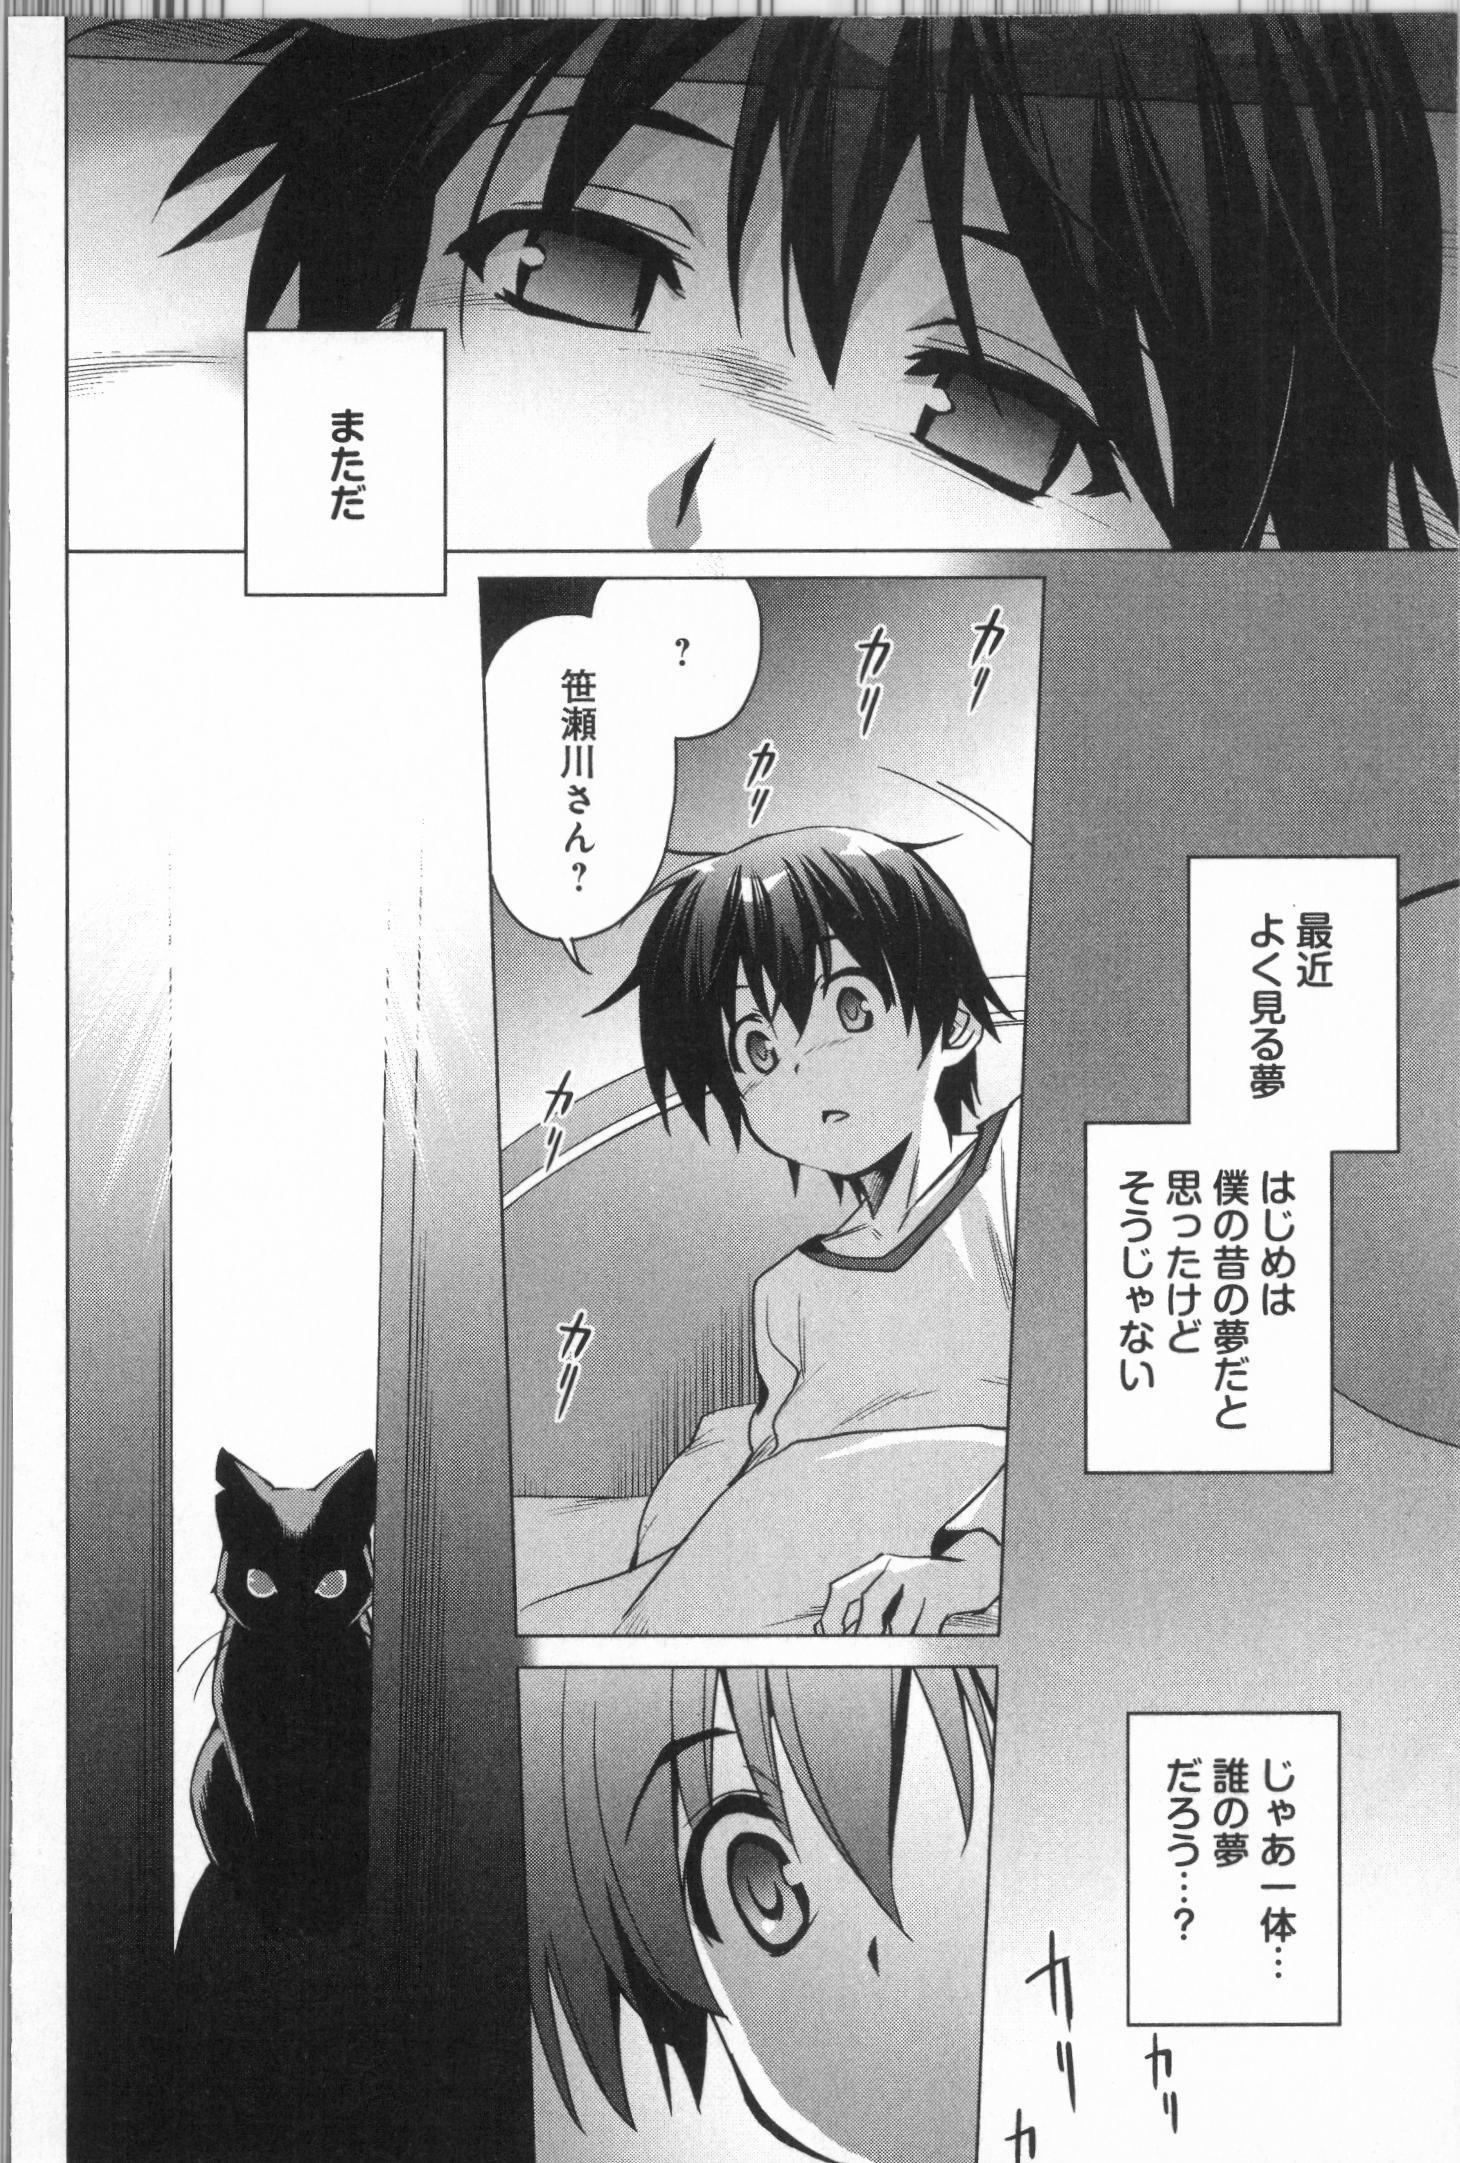 まただ
最近
よく見る夢
はじめは
僕の昔の夢だと
思ったけど
そうじゃない
カリ
カリ
カリ
?
笹瀬川さん?
カリ
カリ
じゃあ一体…
誰の夢
だろう…?
カリ
カリ
カリ